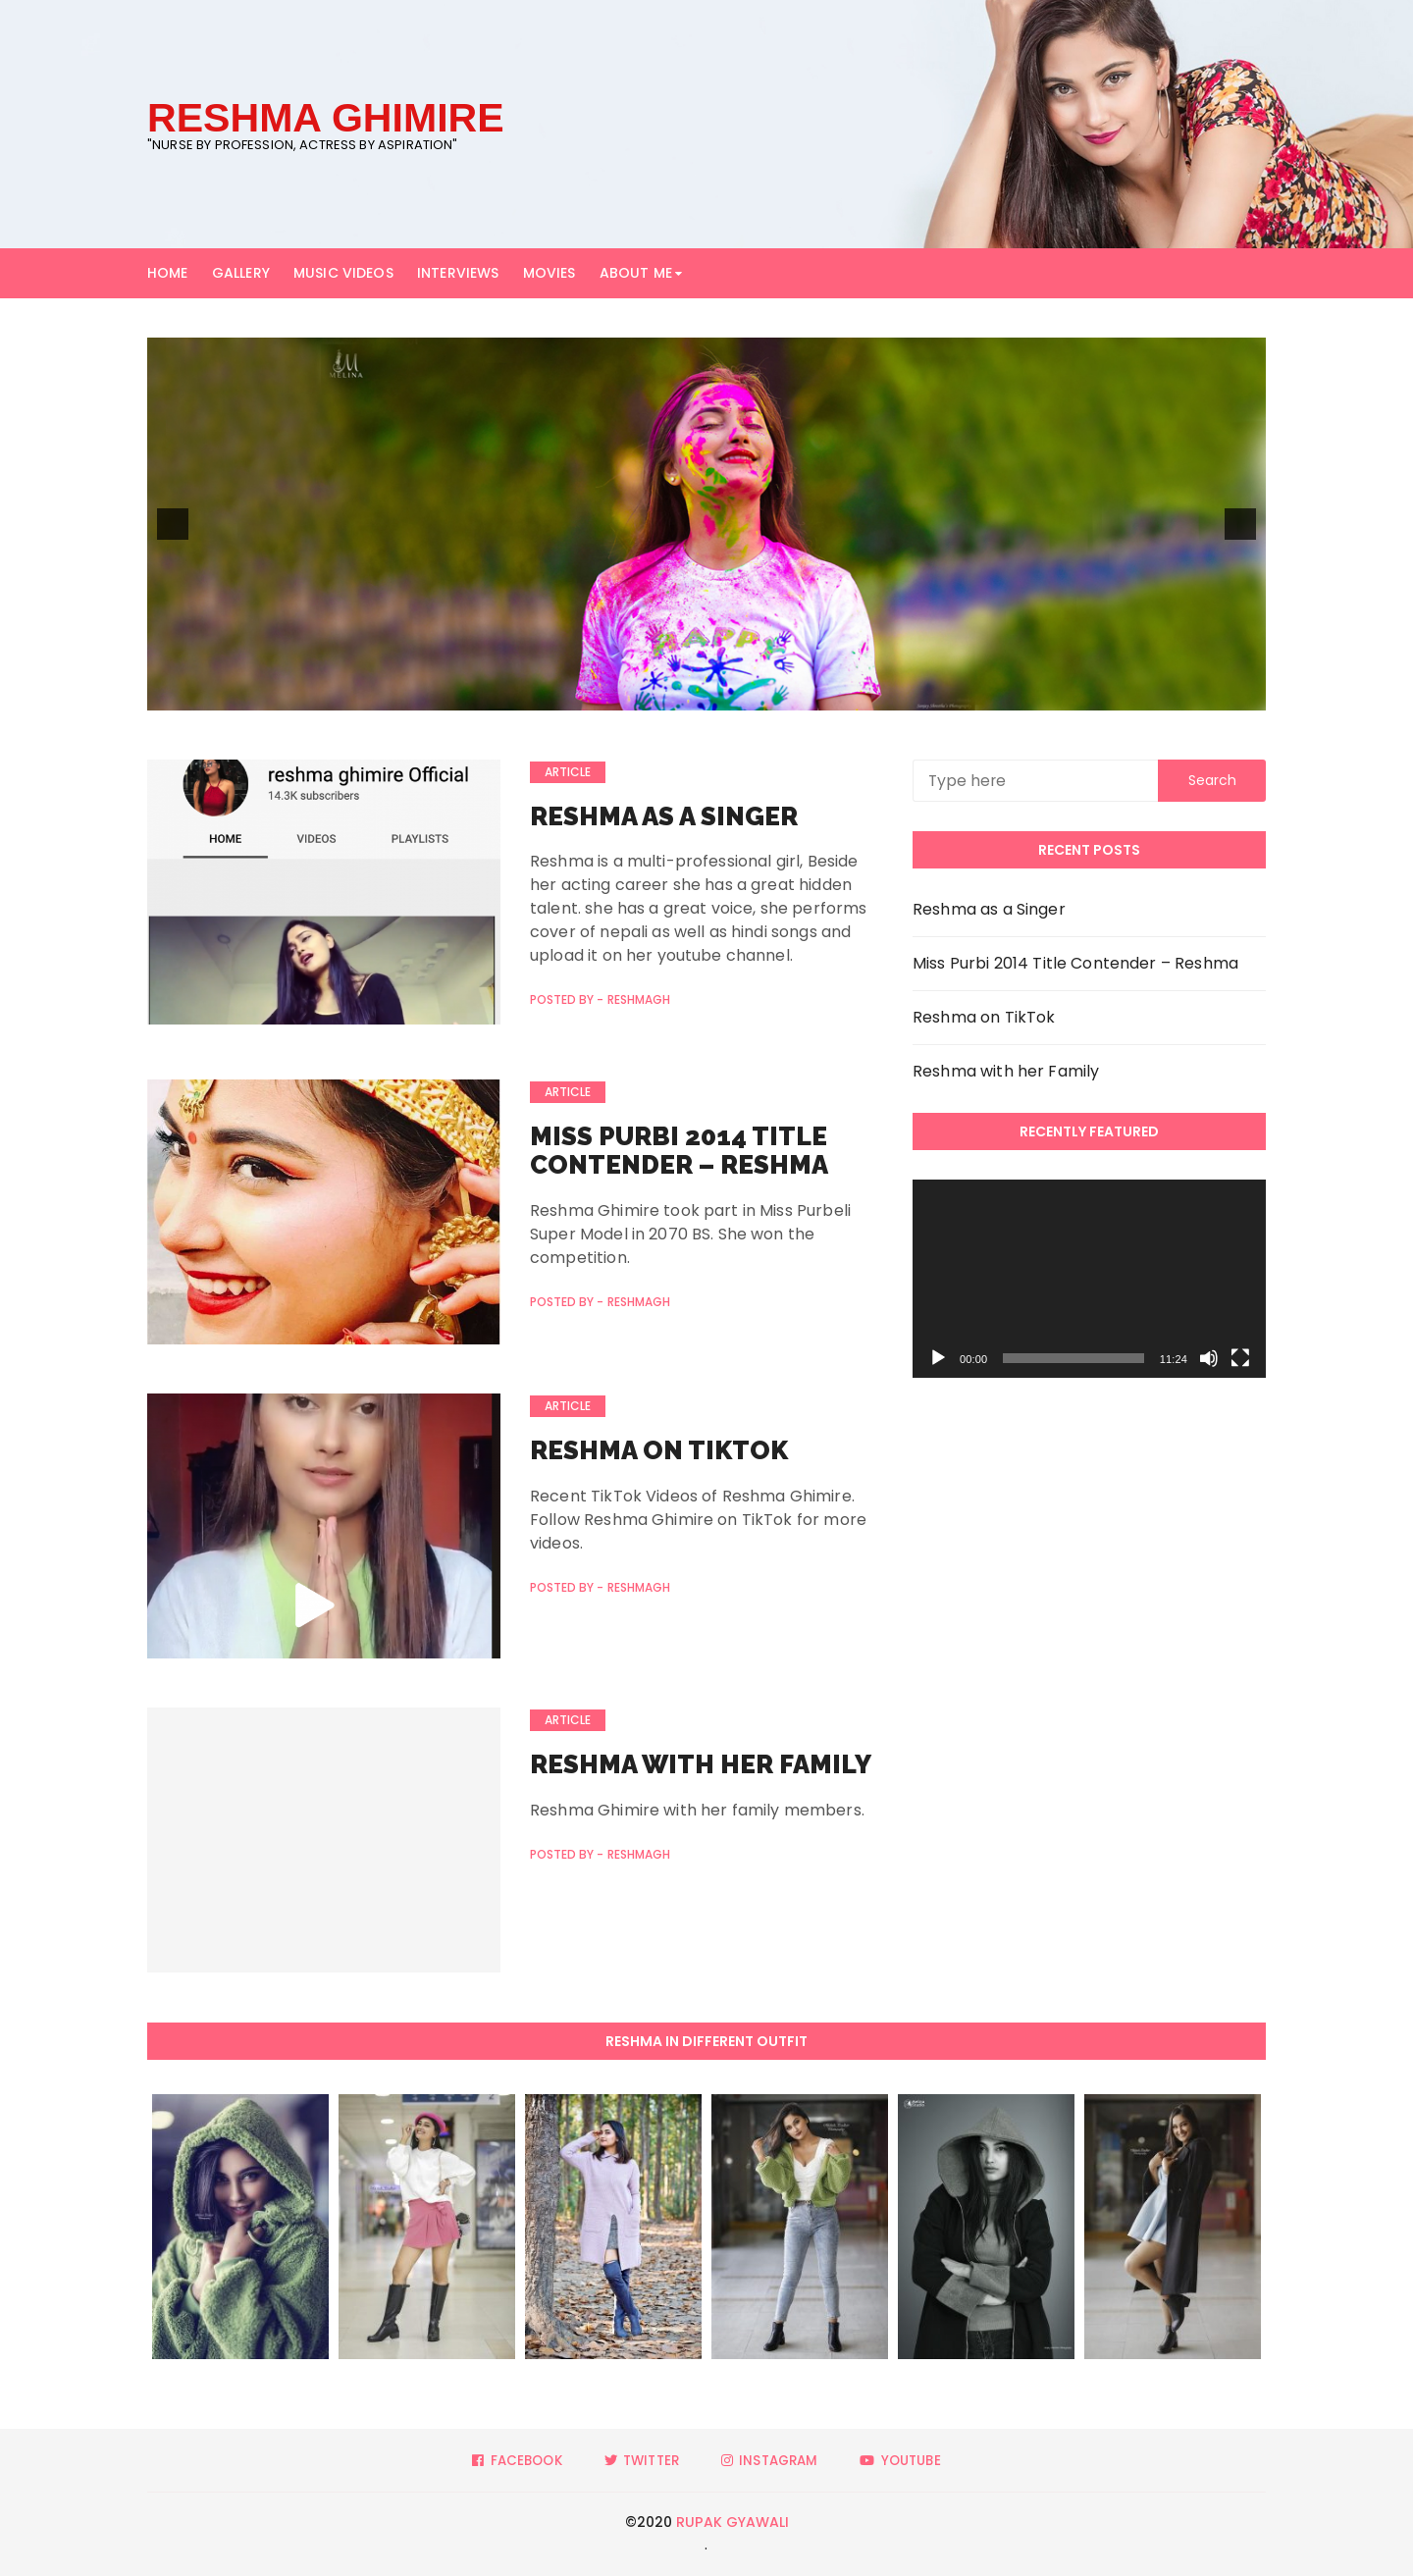 RESHMA GHIMIRE
"NURSE BY PROFESSION, ACTRESS BY ASPIRATION"
HOME GALLERY MUSIC VIDEOS INTERVIEWS MOVIES ABOUT ME
MELINA
reshma ghimire Official
14.3K subscribers
HOME VIDEOS PLAYLISTS
ARTICLE
RESHMA AS A SINGER
Reshma is a multi-professional girl, Beside
her acting career she has a great hidden
talent. she has a great voice, she performs
cover of nepali as well as hindi songs and
upload it on her youtube channel.
POSTED BY - RESHMAGH
ARTICLE
MISS PURBI 2014 TITLE
CONTENDER – RESHMA
Reshma Ghimire took part in Miss Purbeli
Super Model in 2070 BS. She won the
competition.
POSTED BY - RESHMAGH
ARTICLE
RESHMA ON TIKTOK
Recent TikTok Videos of Reshma Ghimire.
Follow Reshma Ghimire on TikTok for more
videos.
POSTED BY - RESHMAGH
ARTICLE
RESHMA WITH HER FAMILY
Reshma Ghimire with her family members.
POSTED BY - RESHMAGH
Type here Search
RECENT POSTS
Reshma as a Singer
Miss Purbi 2014 Title Contender – Reshma
Reshma on TikTok
Reshma with her Family
RECENTLY FEATURED
00:00 11:24
RESHMA IN DIFFERENT OUTFIT
FACEBOOK TWITTER INSTAGRAM YOUTUBE
©2020 RUPAK GYAWALI
.